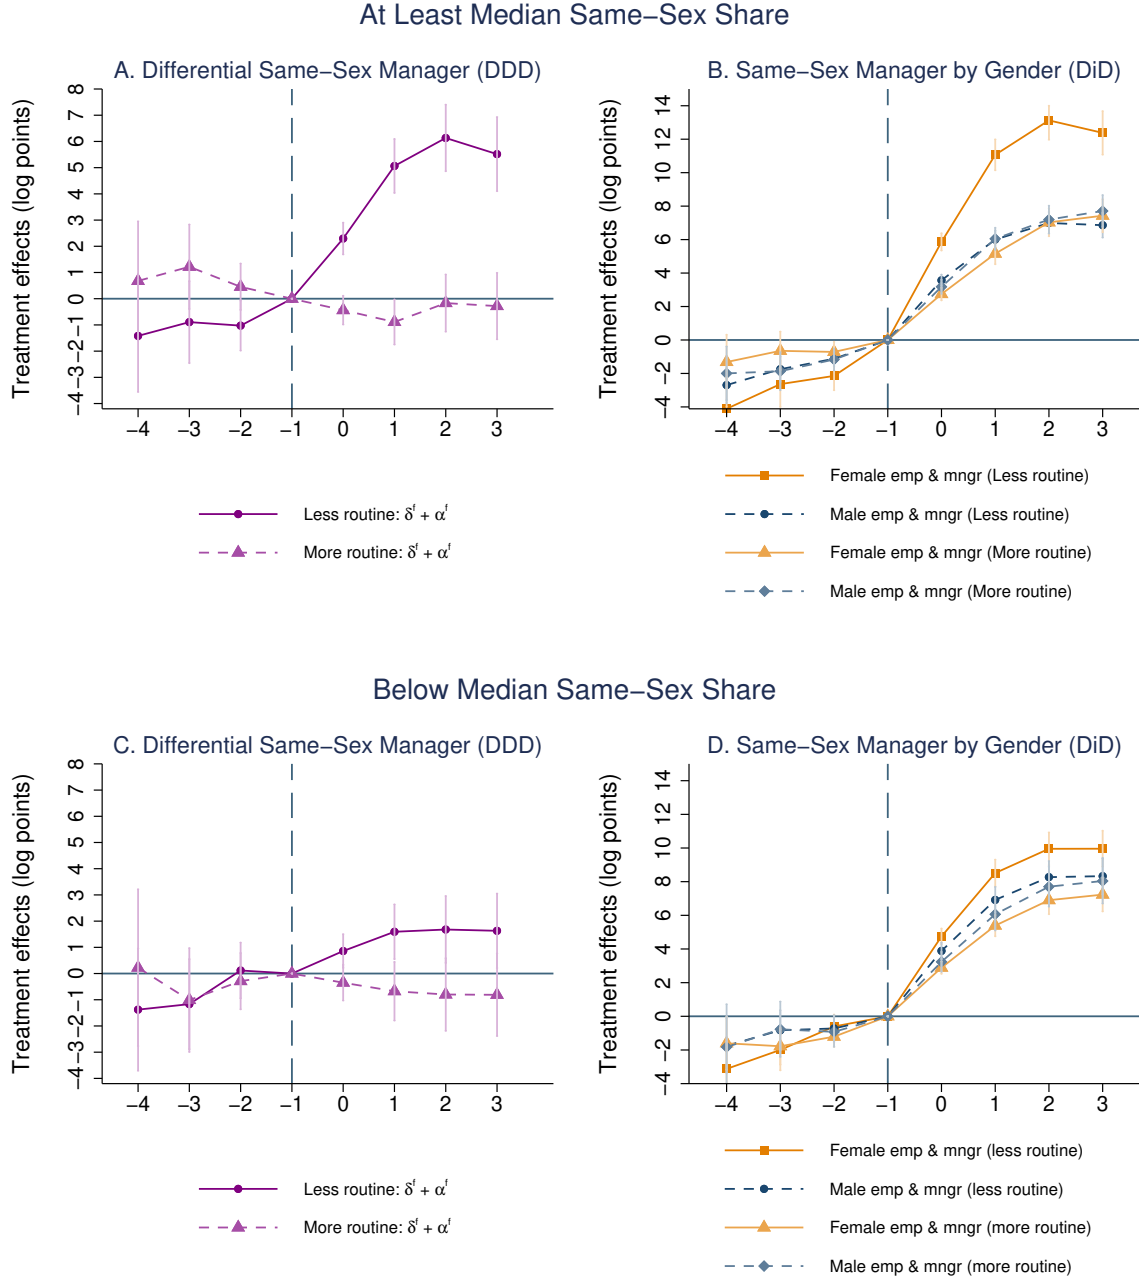 At Least Median Same−Sex Share
A. Differential Same−Sex Manager (DDD)
Treatment effects (log points)
8
7
6
5
4
3
2
1
0
−1
−2
−3
−4
−4 −3 −2 −1 0 1 2 3
Less routine: δᶠ + αᶠ
More routine: δᶠ + αᶠ
B. Same−Sex Manager by Gender (DiD)
Treatment effects (log points)
14
12
10
8
6
4
2
0
−2
−4
−4 −3 −2 −1 0 1 2 3
Female emp & mngr (Less routine)
Male emp & mngr (Less routine)
Female emp & mngr (More routine)
Male emp & mngr (More routine)
Below Median Same−Sex Share
C. Differential Same−Sex Manager (DDD)
Treatment effects (log points)
8
7
6
5
4
3
2
1
0
−1
−2
−3
−4
−4 −3 −2 −1 0 1 2 3
Less routine: δᶠ + αᶠ
More routine: δᶠ + αᶠ
D. Same−Sex Manager by Gender (DiD)
Treatment effects (log points)
14
12
10
8
6
4
2
0
−2
−4
−4 −3 −2 −1 0 1 2 3
Female emp & mngr (less routine)
Male emp & mngr (less routine)
Female emp & mngr (more routine)
Male emp & mngr (more routine)